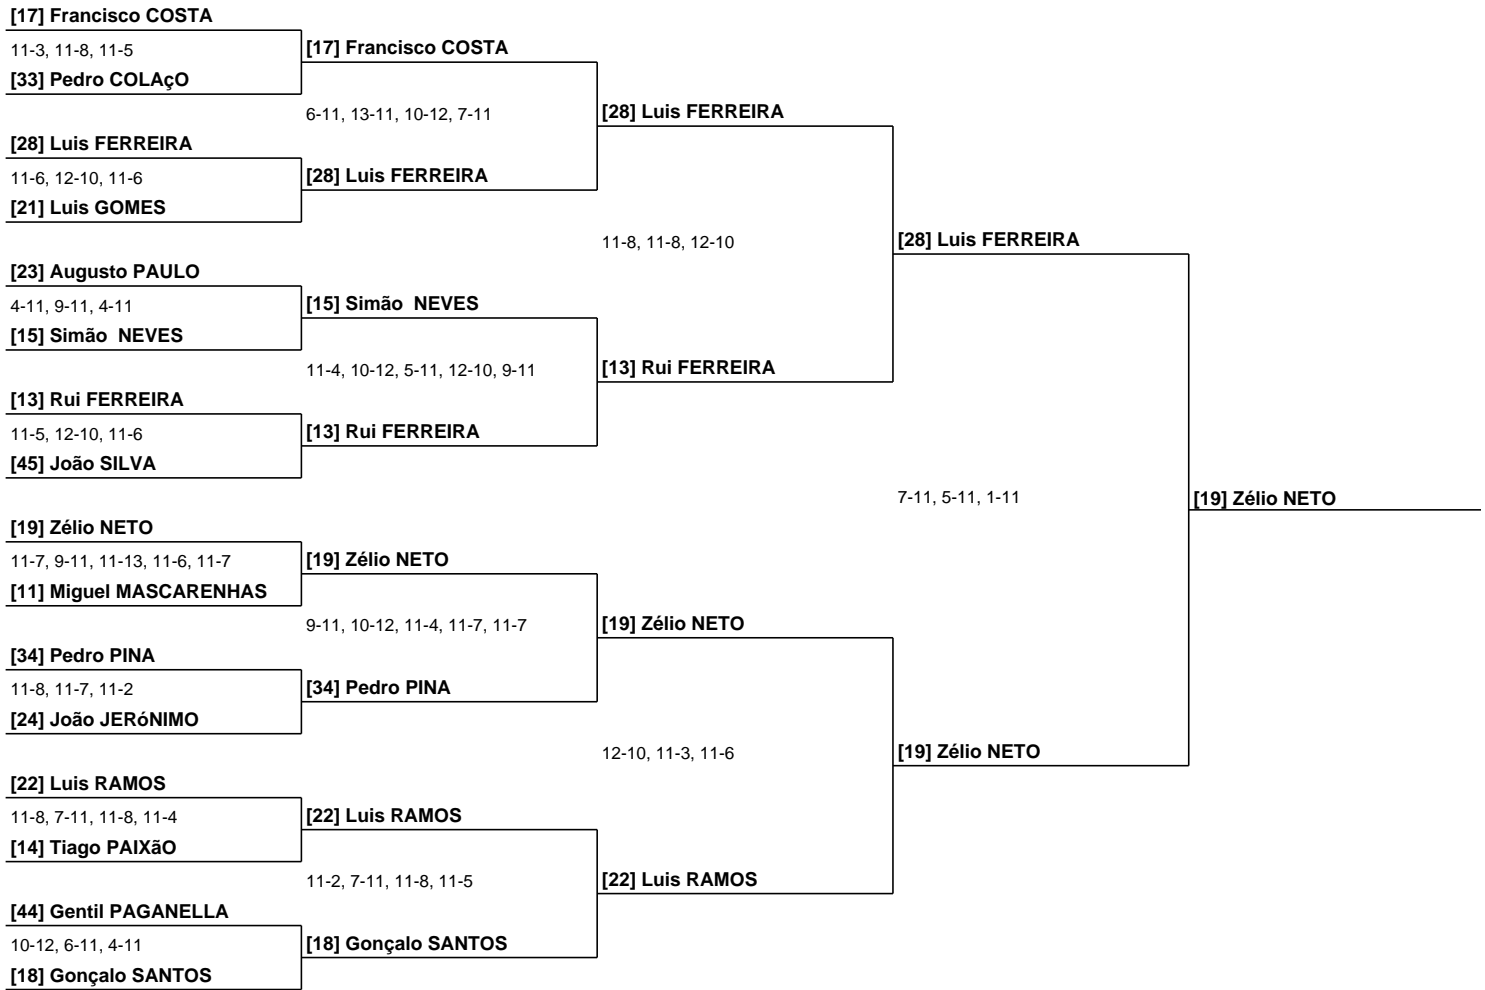 [17] Francisco COSTA
11-3, 11-8, 11-5
[17] Francisco COSTA
[33] Pedro COLAçO
6-11, 13-11, 10-12, 7-11
[28] Luis FERREIRA
[28] Luis FERREIRA
11-6, 12-10, 11-6
[28] Luis FERREIRA
[21] Luis GOMES
11-8, 11-8, 12-10
[28] Luis FERREIRA
[23] Augusto PAULO
4-11, 9-11, 4-11
[15] Simão  NEVES
[15] Simão  NEVES
11-4, 10-12, 5-11, 12-10, 9-11
[13] Rui FERREIRA
[13] Rui FERREIRA
11-5, 12-10, 11-6
[13] Rui FERREIRA
[45] João SILVA
7-11, 5-11, 1-11
[19] Zélio NETO
[19] Zélio NETO
11-7, 9-11, 11-13, 11-6, 11-7
[19] Zélio NETO
[11] Miguel MASCARENHAS
9-11, 10-12, 11-4, 11-7, 11-7
[19] Zélio NETO
[34] Pedro PINA
11-8, 11-7, 11-2
[34] Pedro PINA
[24] João JERóNIMO
12-10, 11-3, 11-6
[19] Zélio NETO
[22] Luis RAMOS
11-8, 7-11, 11-8, 11-4
[22] Luis RAMOS
[14] Tiago PAIXãO
11-2, 7-11, 11-8, 11-5
[22] Luis RAMOS
[44] Gentil PAGANELLA
10-12, 6-11, 4-11
[18] Gonçalo SANTOS
[18] Gonçalo SANTOS